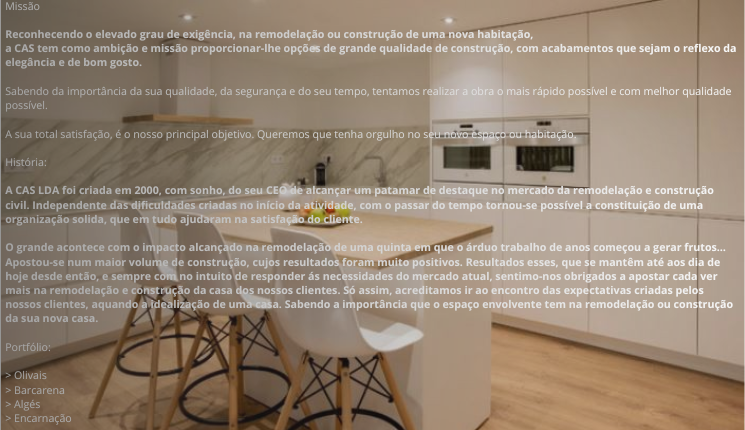 Missão
Reconhecendo o elevado grau de exigência, na remodelação ou construção de uma nova habitação,
a CAS tem como ambição e missão proporcionar-lhe opções de grande qualidade de construção, com acabamentos que sejam o reflexo da
elegância e de bom gosto.
Sabendo da importância da sua qualidade, da segurança e do seu tempo, tentamos realizar a obra o mais rápido possível e com melhor qualidade
possível.
A sua total satisfação, é o nosso principal objetivo. Queremos que tenha orgulho no seu novo espaço ou habitação.
História:
A CAS LDA foi criada em 2000, com sonho, do seu CEO de alcançar um patamar de destaque no mercado da remodelação e construção
civil. Independente das dificuldades criadas no início da atividade, com o passar do tempo tornou-se possível a constituição de uma
organização solida, que em tudo ajudaram na satisfação do cliente.
O grande acontece com o impacto alcançado na remodelação de uma quinta em que o árduo trabalho de anos começou a gerar frutos...
Apostou-se num maior volume de construção, cujos resultados foram muito positivos. Resultados esses, que se mantêm até aos dia de
hoje desde então, e sempre com no intuito de responder ás necessidades do mercado atual, sentimo-nos obrigados a apostar cada ver
mais na remodelação e construção da casa dos nossos clientes. Só assim, acreditamos ir ao encontro das expectativas criadas pelos
nossos clientes, aquando a idealização de uma casa. Sabendo a importância que o espaço envolvente tem na remodelação ou construção
da sua nova casa.
Portfólio:
> Olivais
> Barcarena
> Algés
> Encarnação